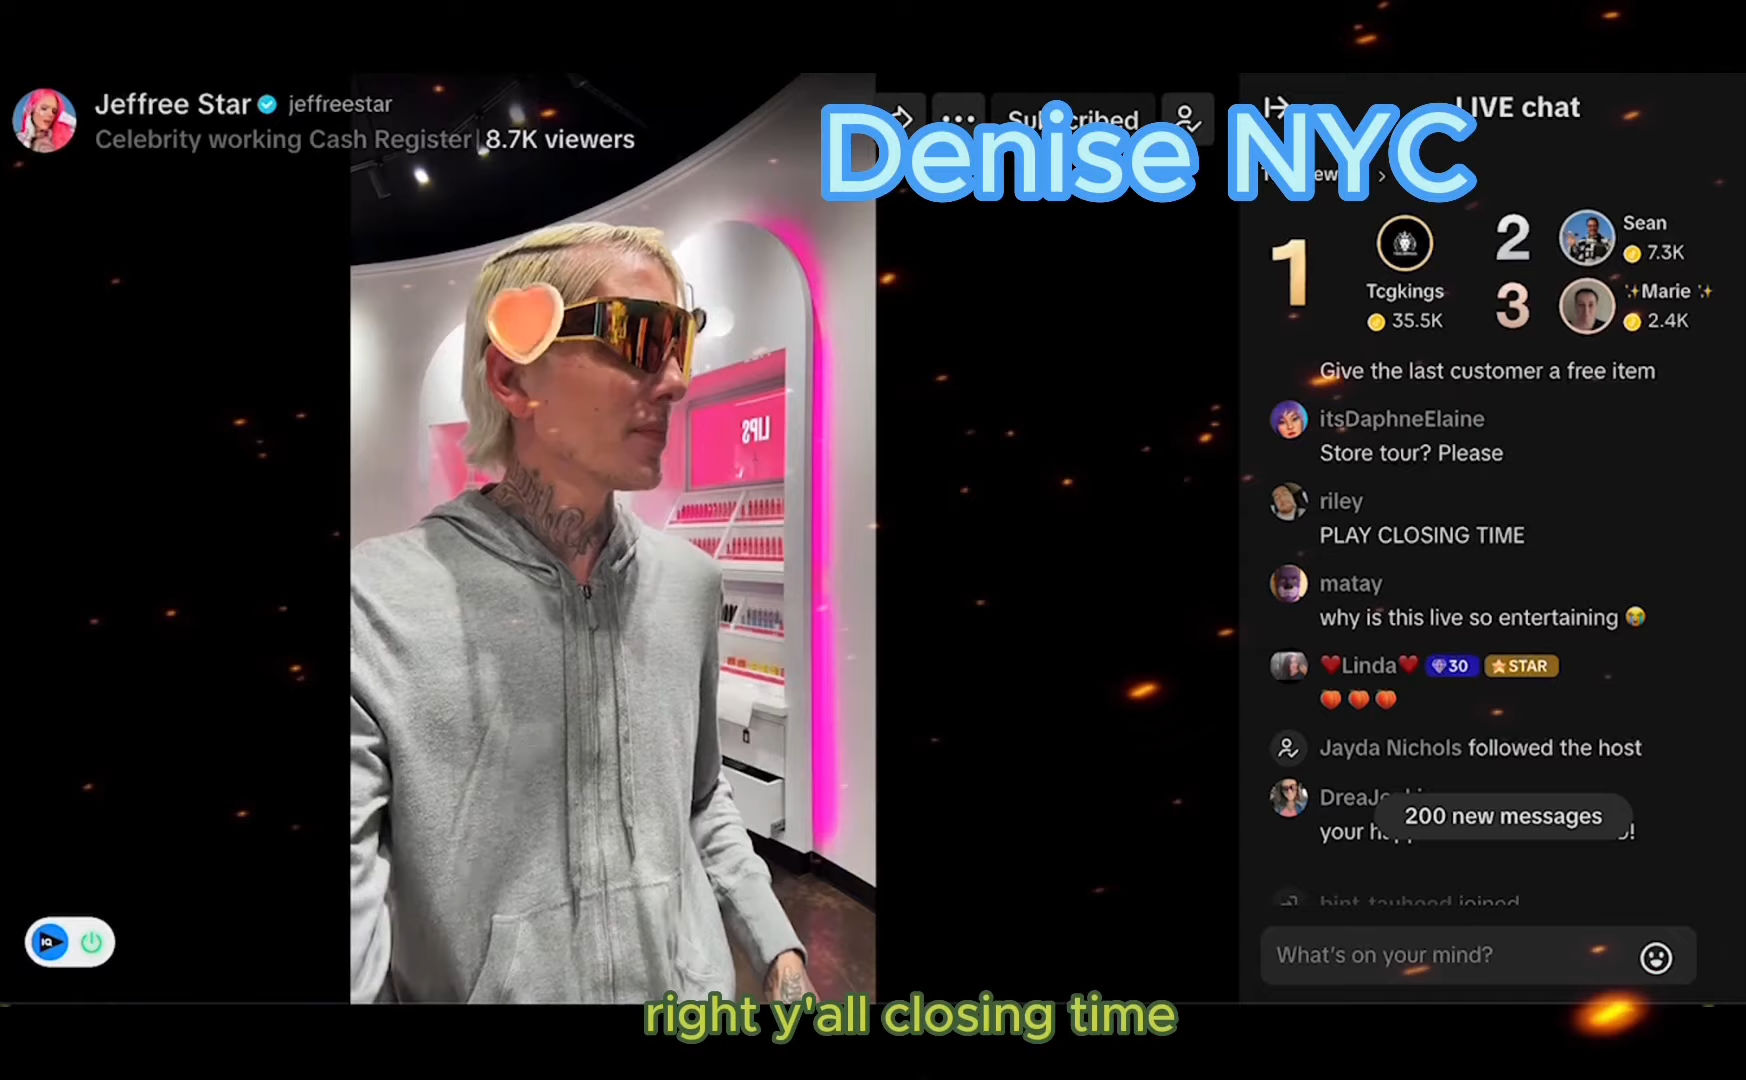 Jeffree Star jeffreestar
Celebrity working Cash Register | 8.7K viewers
Subscribed
Denise NYC
LIVE chat
1
Tcgkings
35.5K
2
Sean
7.3K
3
✨Marie ✨
2.4K
Give the last customer a free item
itsDaphneElaine
Store tour? Please
riley
PLAY CLOSING TIME
matay
why is this live so entertaining 😭
❤️Linda❤️ 30 STAR
🍑 🍑 🍑
Jayda Nichols followed the host
200 new messages
your
What's on your mind?
LIPS
IQ
right y'all closing time